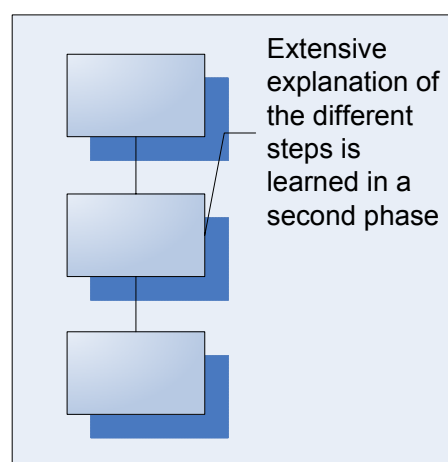 Extensive
explanation of
the different
steps is
learned in a
second phase